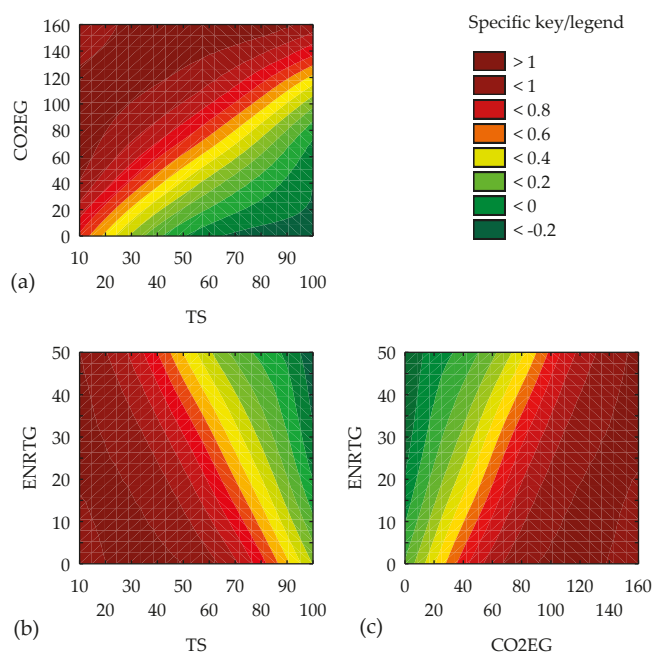 Specific key/legend
> 1
< 1
< 0.8
< 0.6
< 0.4
< 0.2
< 0
< -0.2
CO2EG
160
140
120
100
80
60
40
20
0
10 30 50 70 90
20 40 60 80 100
(a)
TS
ENRTG
50
40
30
20
10
0
10 30 50 70 90
20 40 60 80 100
(b)
TS
ENRTG
50
40
30
20
10
0
0 40 80 120 160
20 60 100 140
(c)
CO2EG